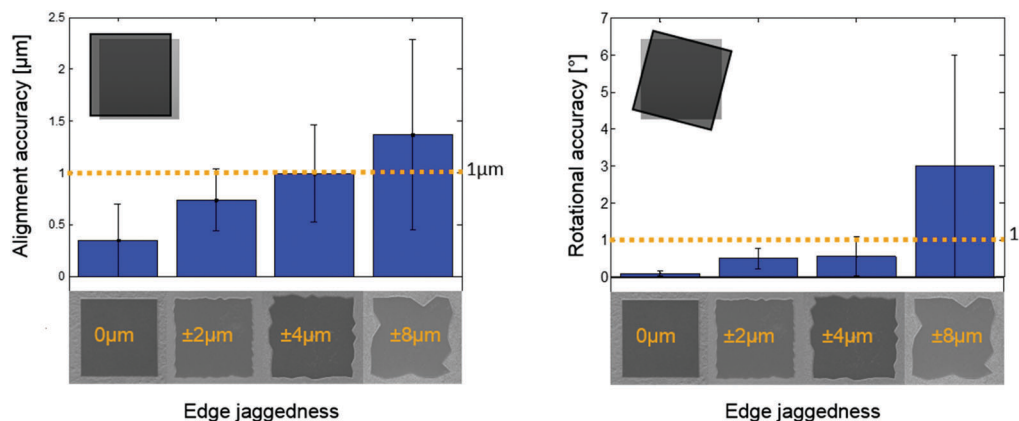 Alignment accuracy [µm]
2.5
2
1.5
1
0.5
0
1µm
0µm
±2µm
±4µm
±8µm
Edge jaggedness
Rotational accuracy [°]
7
6
5
4
3
2
1
0
1
0µm
±2µm
±4µm
±8µm
Edge jaggedness